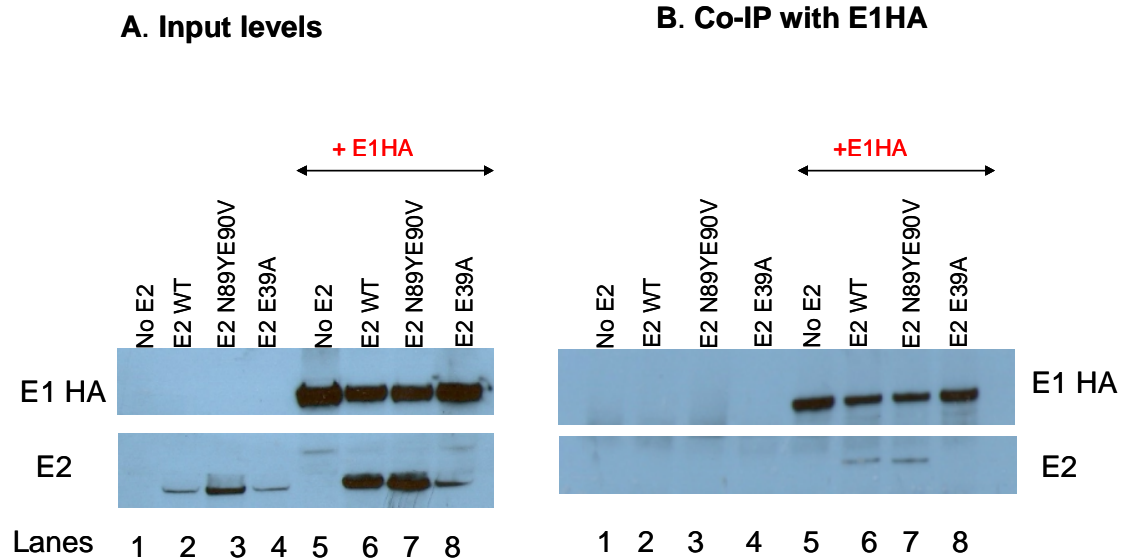 A. Input levels
+ E1HA
No E2
E2 WT
E2 N89YE90V
E2 E39A
No E2
E2 WT
E2 N89YE90V
E2 E39A
E1 HA
E2
Lanes 1 2 3 4 5 6 7 8
B. Co-IP with E1HA
+E1HA
No E2
E2 WT
E2 N89YE90V
E2 E39A
No E2
E2 WT
E2 N89YE90V
E2 E39A
E1 HA
E2
1 2 3 4 5 6 7 8